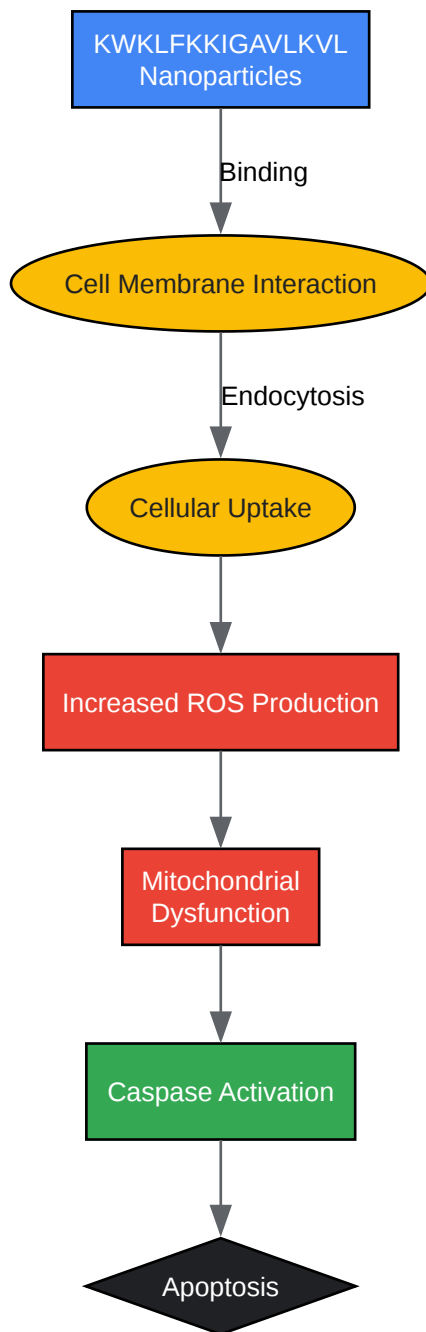 KWKLFKKIGAVLKVL
Nanoparticles
Binding
Cell Membrane Interaction
Endocytosis
Cellular Uptake
Increased ROS Production
Mitochondrial
Dysfunction
Caspase Activation
Apoptosis